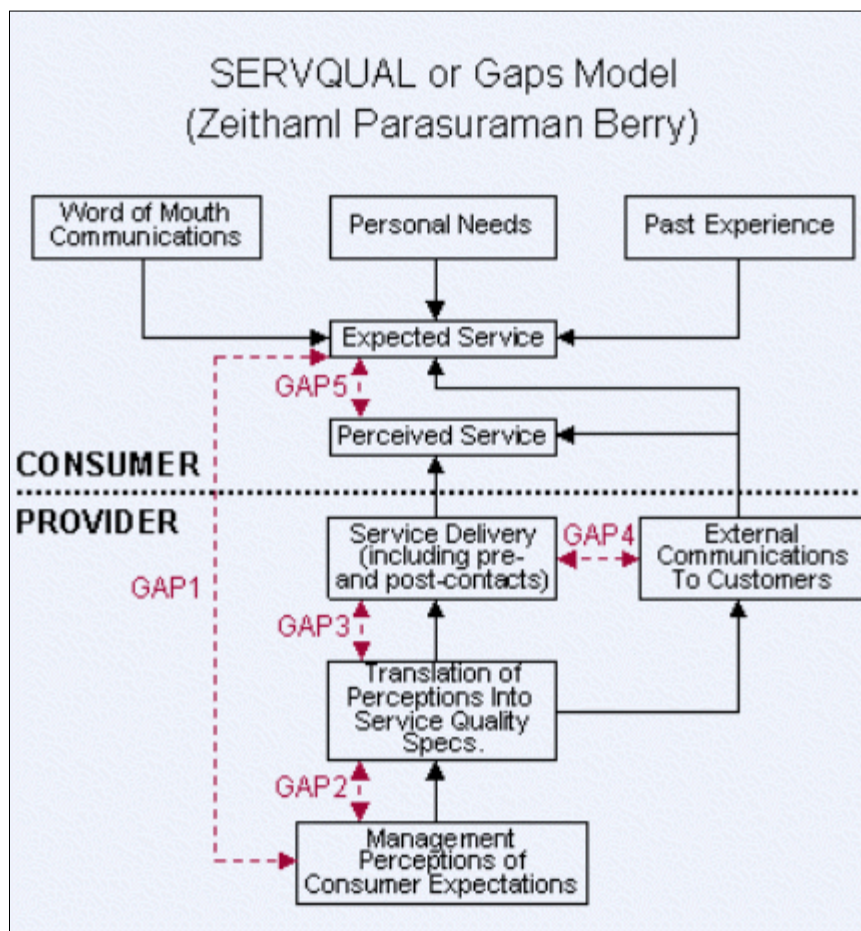 SERVQUAL or Gaps Model
(Zeithaml Parasuraman Berry)
Word of Mouth
Communications
Personal Needs
Past Experience
Expected Service
GAP5
Perceived Service
CONSUMER
PROVIDER
Service Delivery
(including pre-
and post-contacts)
GAP4
External
Communications
To Customers
GAP1
GAP3
Translation of
Perceptions Into
Service Quality
Specs.
GAP2
Management
Perceptions of
Consumer Expectations